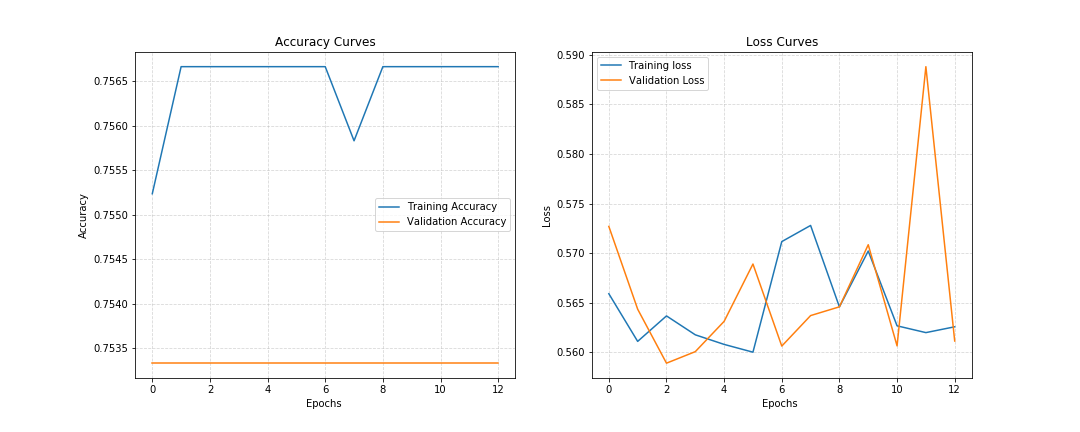 Accuracy Curves
Accuracy
0.7565
0.7560
0.7555
0.7550
0.7545
0.7540
0.7535
Training Accuracy
Validation Accuracy
0 2 4 6 8 10 12
Epochs
Loss Curves
Loss
0.590
0.585
0.580
0.575
0.570
0.565
0.560
Training loss
Validation Loss
0 2 4 6 8 10 12
Epochs